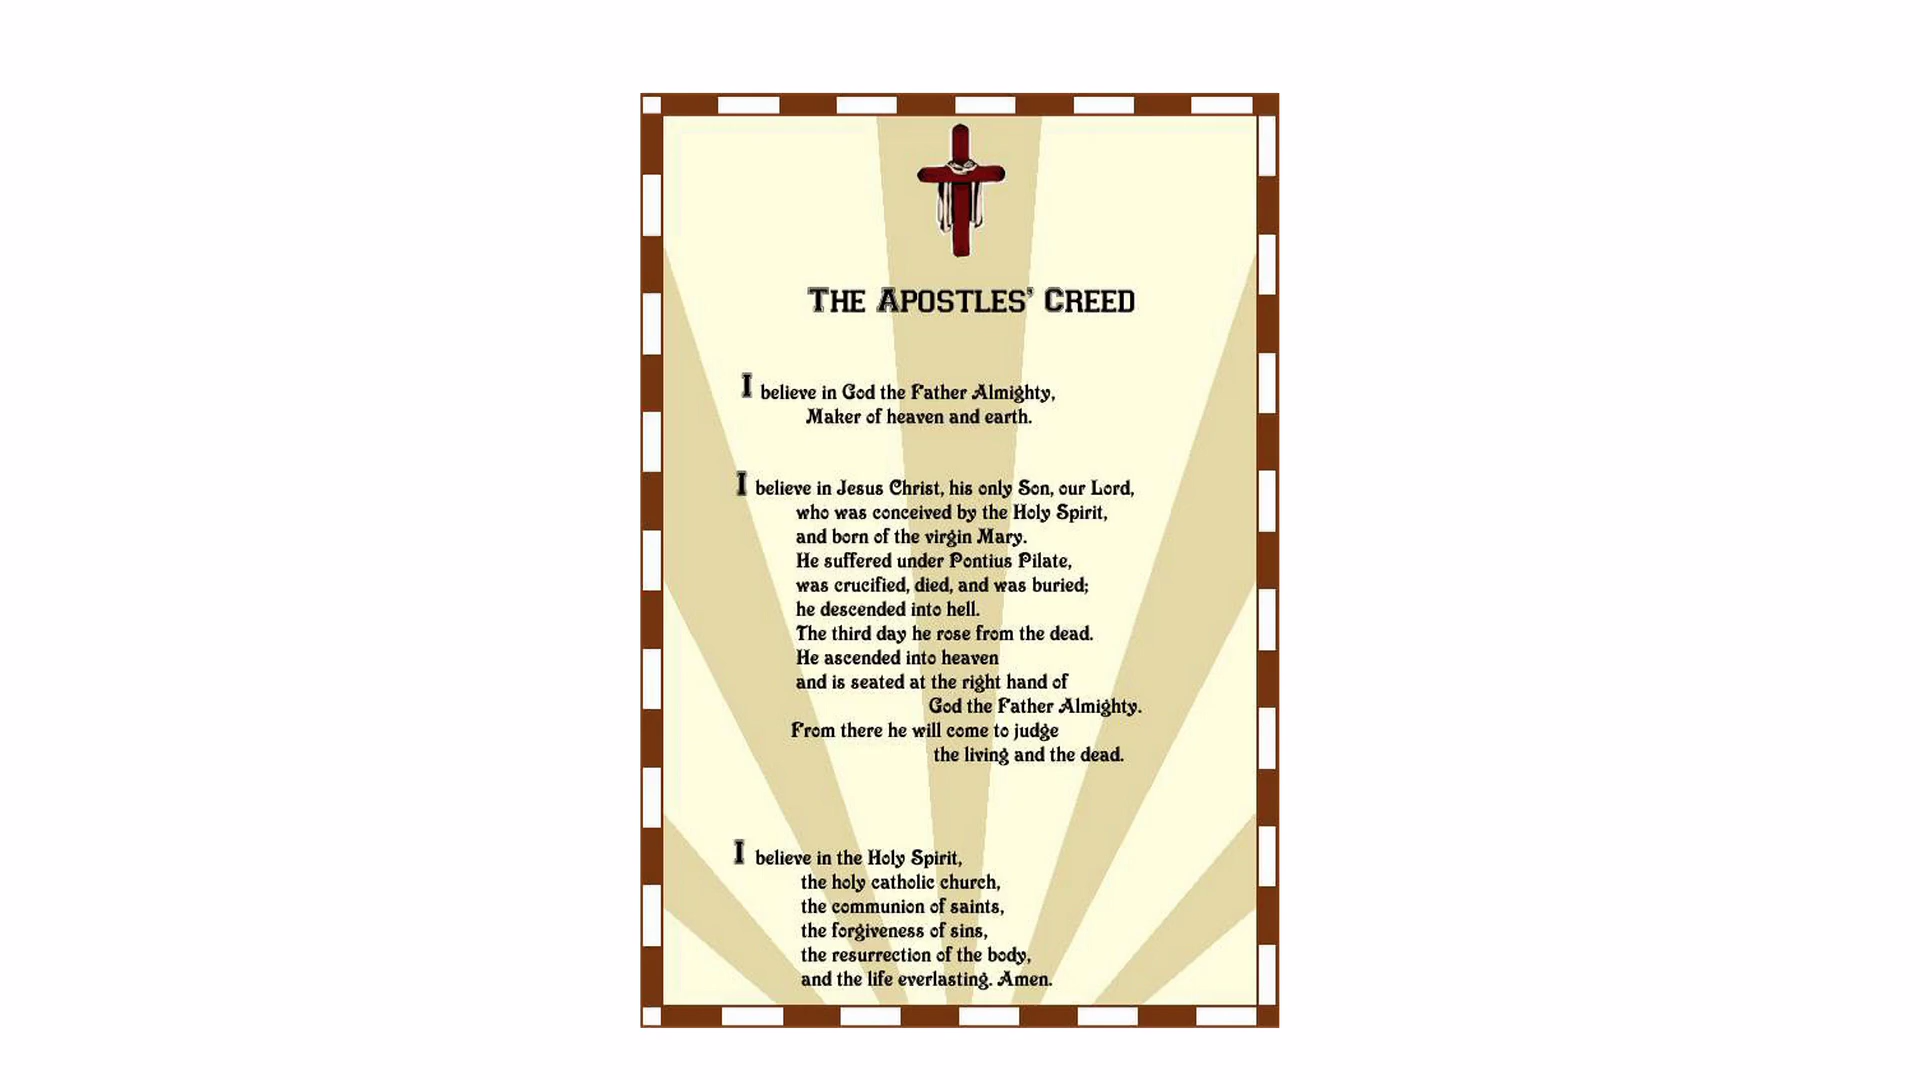 The Apostles' Creed
I believe in God the Father Almighty,
Maker of heaven and earth.
I believe in Jesus Christ, his only Son, our Lord,
who was conceived by the Holy Spirit,
and born of the virgin Mary.
He suffered under Pontius Pilate,
was crucified, died, and was buried;
he descended into hell.
The third day he rose from the dead.
He ascended into heaven
and is seated at the right hand of
God the Father Almighty.
From there he will come to judge
the living and the dead.
I believe in the Holy Spirit,
the holy catholic church,
the communion of saints,
the forgiveness of sins,
the resurrection of the body,
and the life everlasting. Amen.